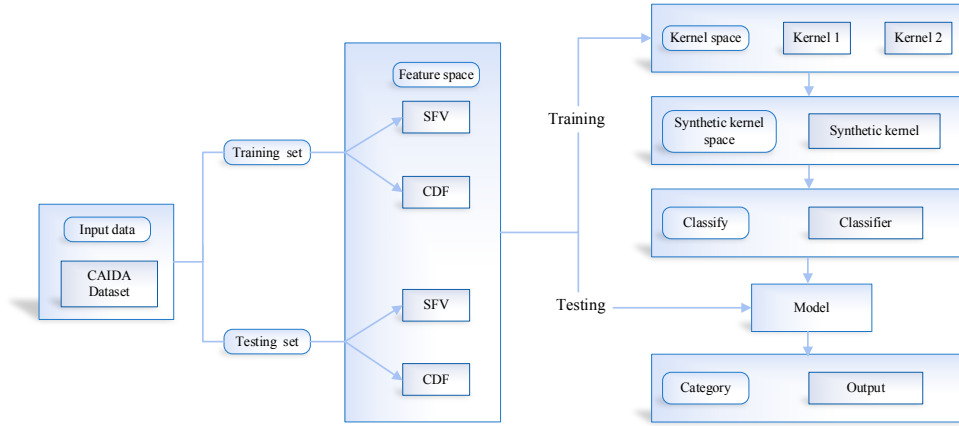 Input data
CAIDA
Dataset
Training set
Testing set
Feature space
SFV
CDF
SFV
CDF
Training
Testing
Kernel space
Kernel 1
Kernel 2
Synthetic kernel
space
Synthetic kernel
Classify
Classifier
Model
Category
Output